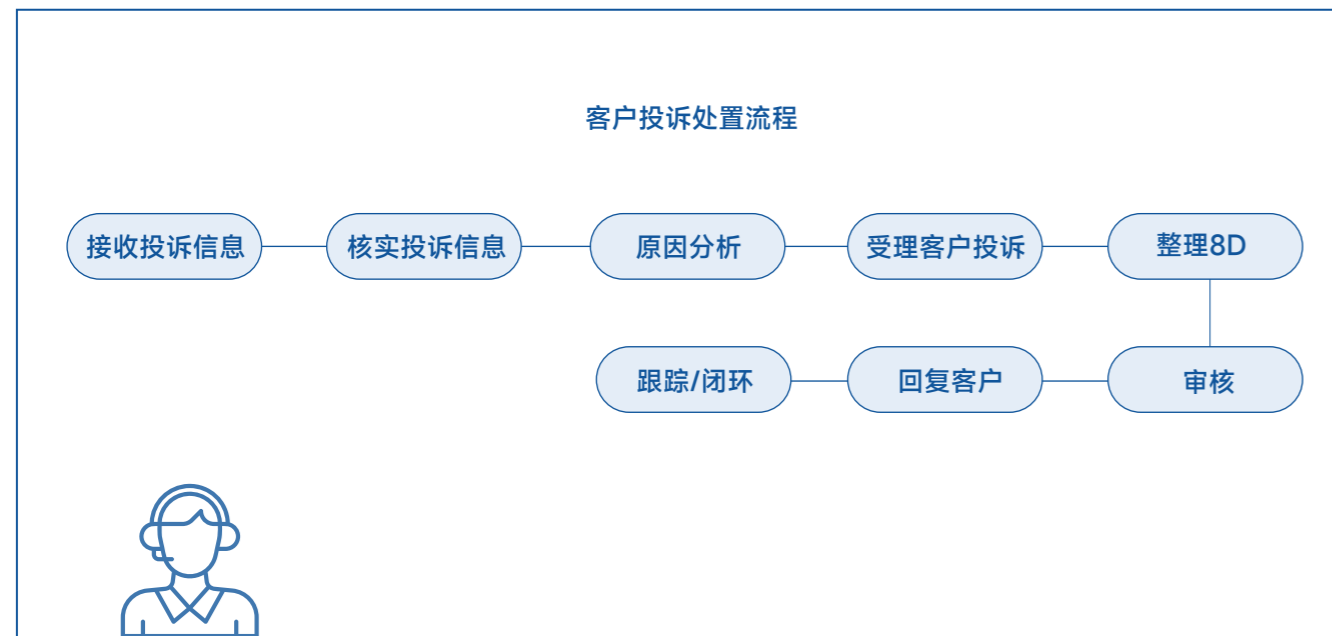 客户投诉处置流程
接收投诉信息
核实投诉信息
原因分析
受理客户投诉
整理8D
跟踪/闭环
回复客户
审核